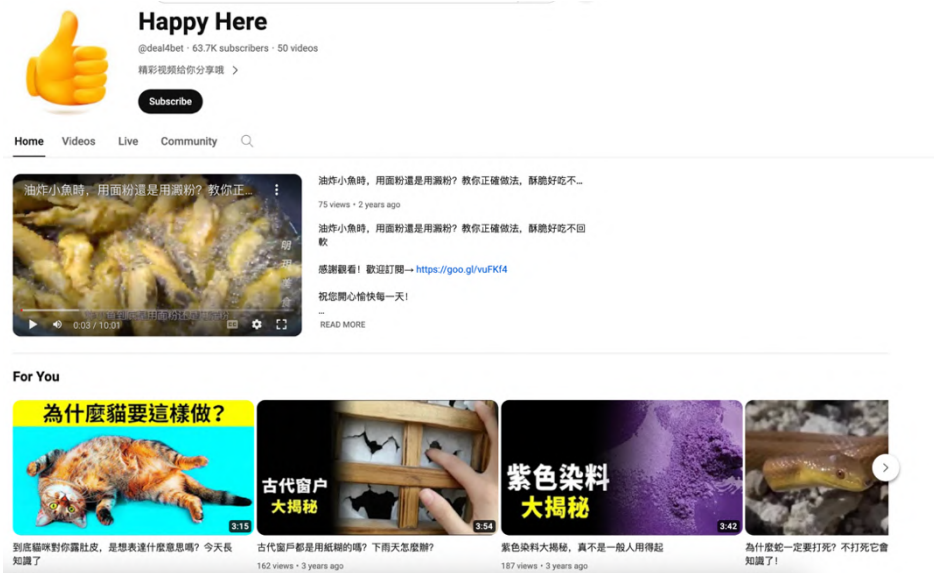 Happy Here
@deal4bet · 63.7K subscribers · 50 videos
精彩视频给你分享哦
Subscribe
Home Videos Live Community
油炸小魚時，用面粉還是用澱粉？教你正...
明
美
食
0:03 / 10:01
油炸小魚時，用面粉還是用澱粉？教你正確做法，酥脆好吃不...
75 views • 2 years ago
油炸小魚時，用面粉還是用澱粉？教你正確做法，酥脆好吃不回
軟
感謝觀看！歡迎訂閱→ https://goo.gl/vuFKf4
祝您開心愉快每一天！
...
READ MORE
For You
為什麼貓要這樣做？
3:15
到底貓咪對你露肚皮，是想表達什麼意思嗎？今天長
知識了
古代窗户
大揭秘
3:54
古代窗戶都是用紙糊的嗎？下雨天怎麼辦？
162 views • 3 years ago
紫色染料
大揭秘
3:42
紫色染料大揭秘，真不是一般人用得起
187 views • 3 years ago
為什麼蛇一定要打死？不打死它會
知識了！